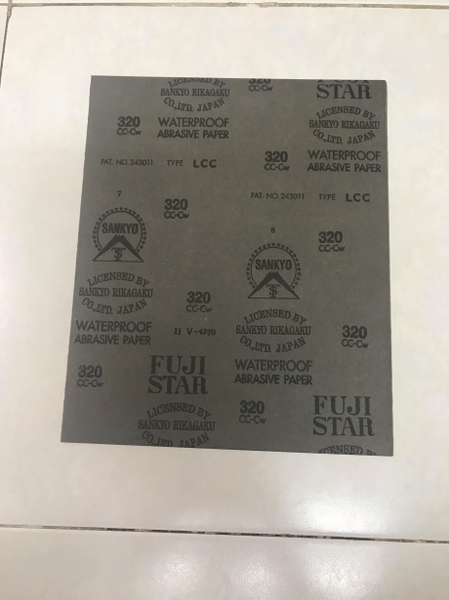 LICENSED BY
SANKYO RIKAGAKU
CO.,LTD. JAPAN
320
FUJI
STAR
320
CC-Cw
WATERPROOF
ABRASIVE PAPER
LICENSED BY
SANKYO RIKAGAKU
CO.,LTD. JAPAN
PAT. NO. 243011 TYPE LCC
320
CC-Cw
WATERPROOF
ABRASIVE PAPER
7
320
CC-Cw
PAT. NO. 243011 TYPE LCC
SANKYO
8
320
CC-Cw
SANKYO
LICENSED BY
SANKYO RIKAGAKU
CO.,LTD. JAPAN
320
CC-Cw
LICENSED BY
SANKYO RIKAGAKU
CO.,LTD. JAPAN
WATERPROOF
ABRASIVE PAPER
320
CC-Cw
320
CC-Cw
FUJI
STAR
WATERPROOF
ABRASIVE PAPER
LICENSED BY
SANKYO RIKAGAKU
CO.,LTD. JAPAN
320
CC-Cw
FUJI
STAR
LICENSED BY